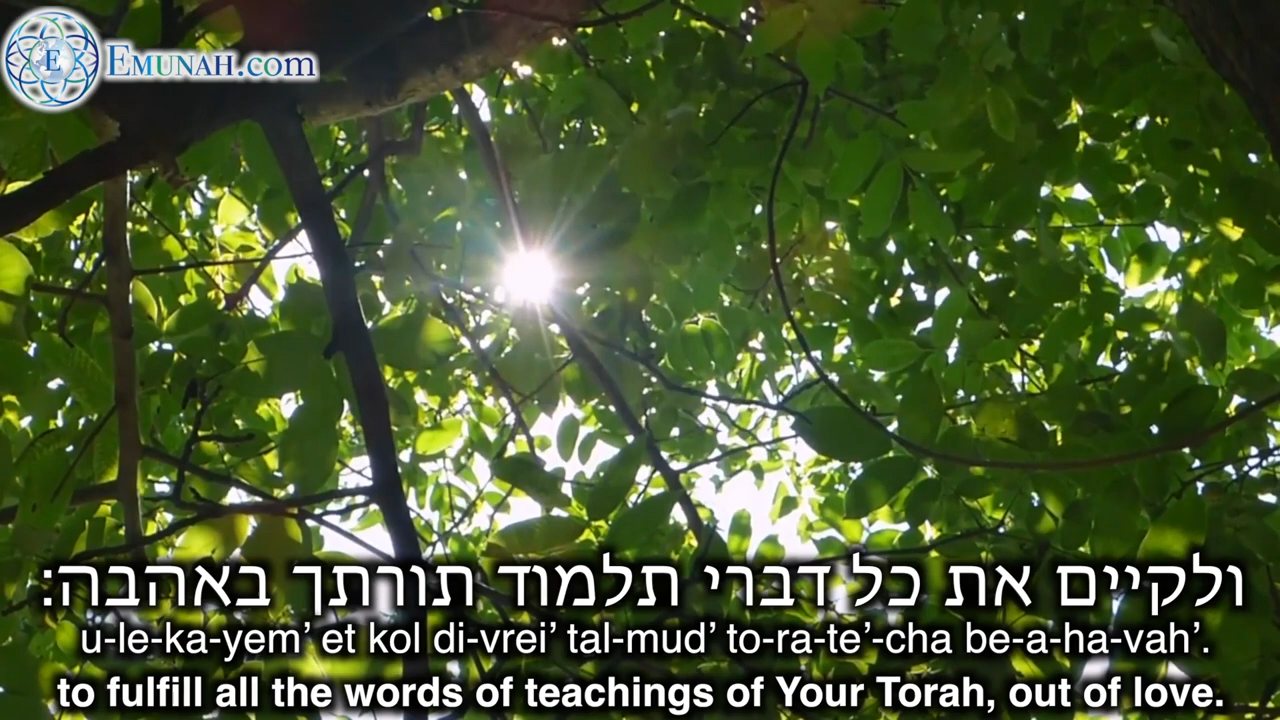 E EMUNAH.com
ולקיים את כל דברי תלמוד תורתך באהבה:
u-le-ka-yem’ et kol di-vrei’ tal-mud’ to-ra-te’-cha be-a-ha-vah’.
to fulfill all the words of teachings of Your Torah, out of love.